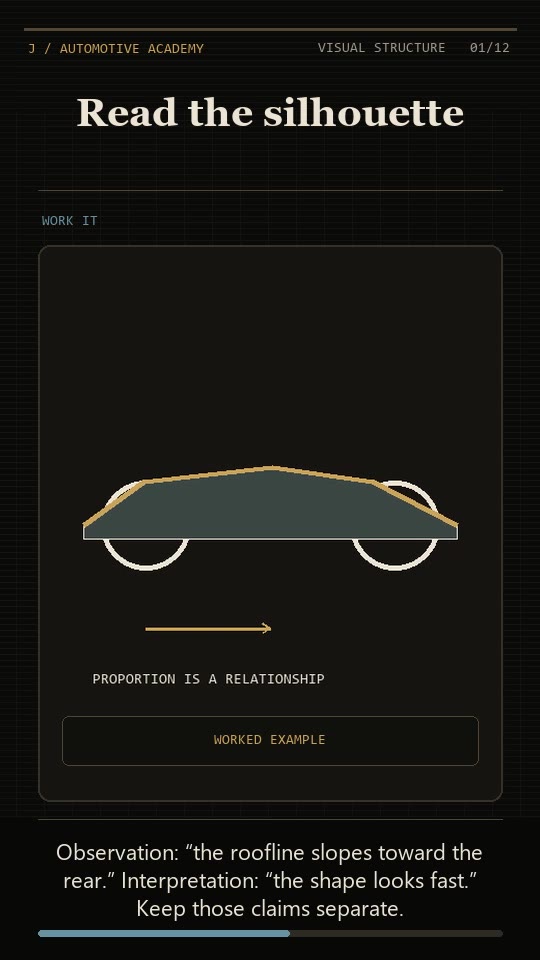 J / AUTOMOTIVE ACADEMY
VISUAL STRUCTURE 01/12
Read the silhouette
WORK IT
PROPORTION IS A RELATIONSHIP
WORKED EXAMPLE
Observation: “the roofline slopes toward the
rear.” Interpretation: “the shape looks fast.”
Keep those claims separate.